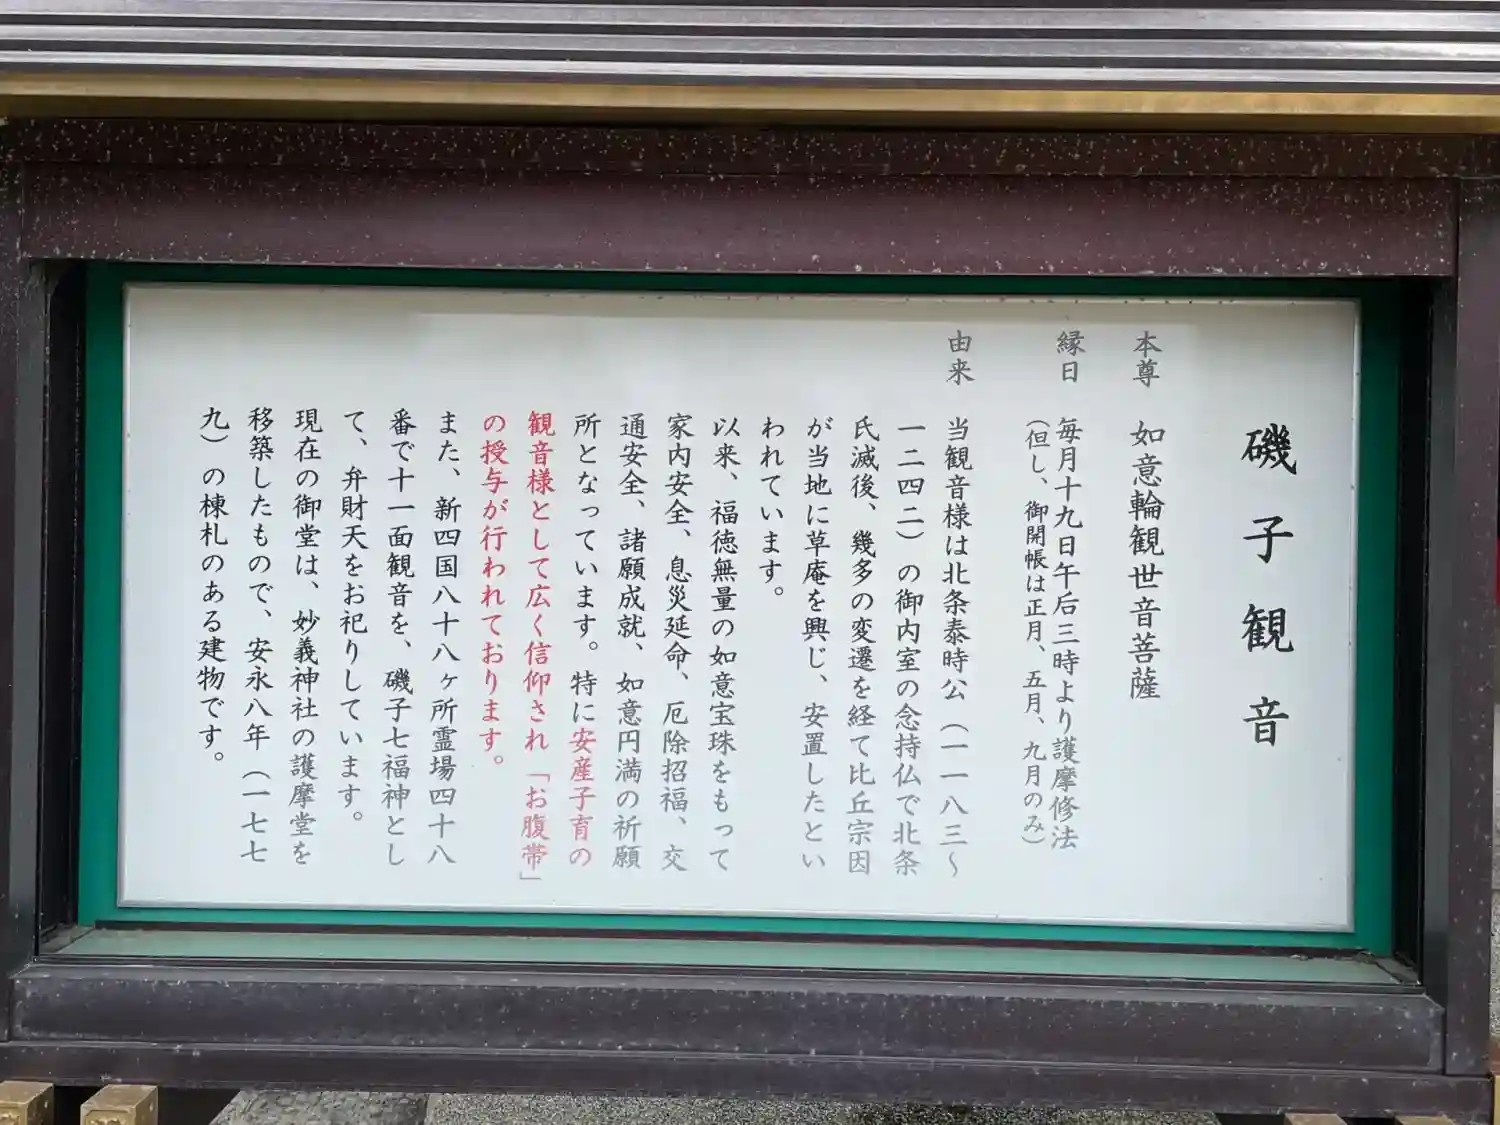 磯子観音
本尊　如意輪観世音菩薩
縁日　毎月十九日午后三時より護摩修法
（但し、御開帳は正月、五月、九月のみ）
由来　当観音様は北条泰時公（一一八三～
一二四二）の御内室の念持仏で北条
氏滅後、幾多の変遷を経て比丘宗因
が当地に草庵を興じ、安置したとい
われています。
以来、福徳無量の如意宝珠をもって
家内安全、息災延命、厄除招福、交
通安全、諸願成就、如意円満の祈願
所となっています。特に安産子育の
観音様として広く信仰され「お腹帯」
の授与が行われております。
また、新四国八十八ヶ所霊場四十八
番で十一面観音を、磯子七福神とし
て、弁財天をお祀りしています。
現在の御堂は、妙義神社の護摩堂を
移築したもので、安永八年（一七七
九）の棟札のある建物です。